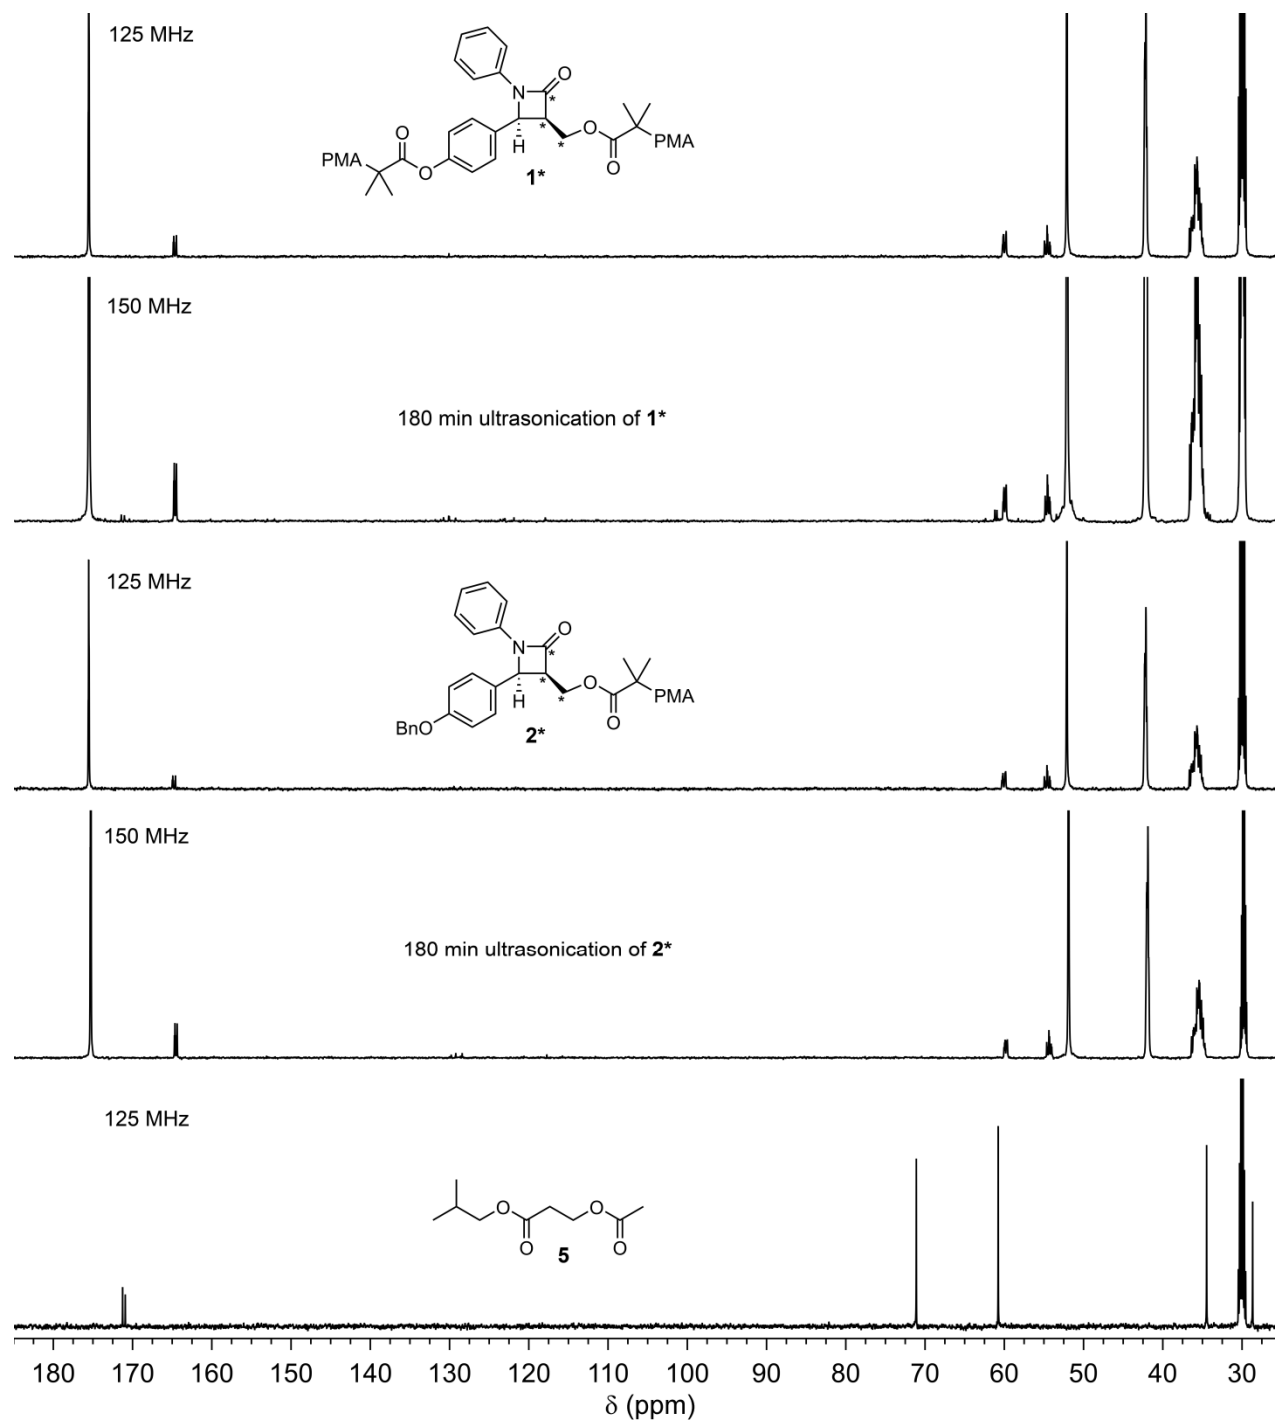 125 MHz
N
O
*
*
*
H
O
O
PMA
O
PMA
O
1*
150 MHz
180 min ultrasonication of 1*
125 MHz
N
O
*
*
*
H
O
O
PMA
BnO
2*
150 MHz
180 min ultrasonication of 2*
125 MHz
O
O
O
O
5
180 170 160 150 140 130 120 110 100 90 80 70 60 50 40 30
δ (ppm)